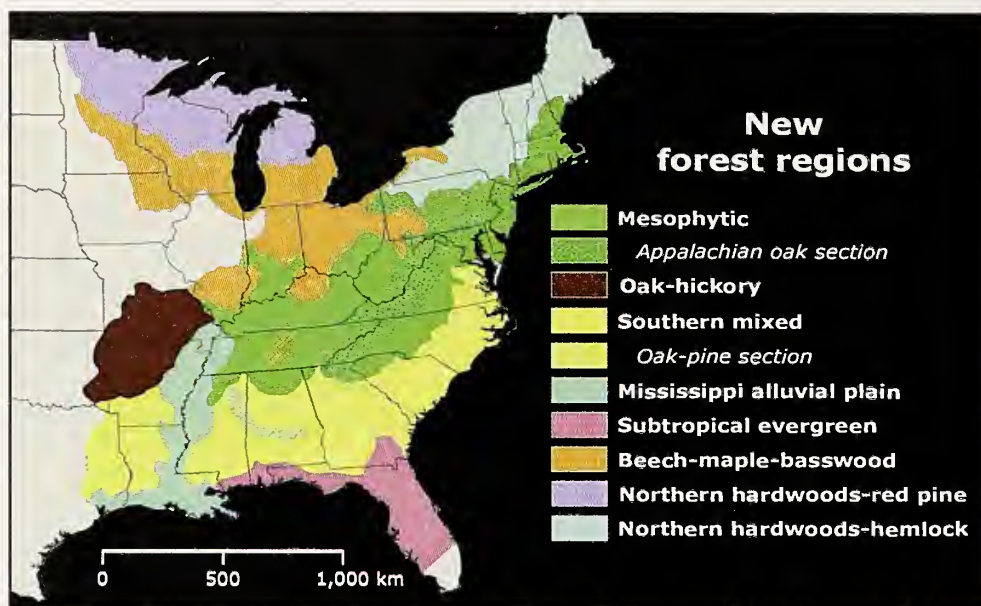 New
forest regions
Mesophytic
Appalachian oak section
Oak-hickory
Southern mixed
Oak-pine section
Mississippi alluvial plain
Subtropical evergreen
Beech-maple-basswood
Northern hardwoods-red pine
Northern hardwoods-hemlock
0 500 1,000 km